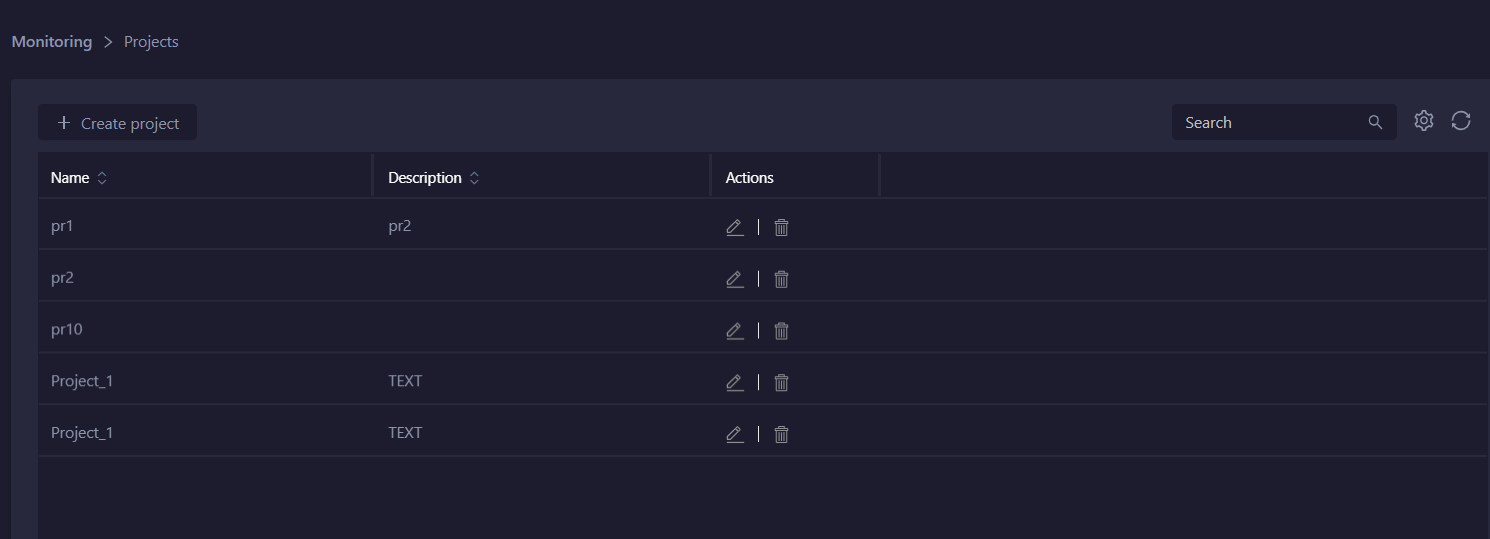 Monitoring > Projects
+ Create project
Search
Name Description Actions
pr1 pr2
pr2
pr10
Project_1 TEXT
Project_1 TEXT